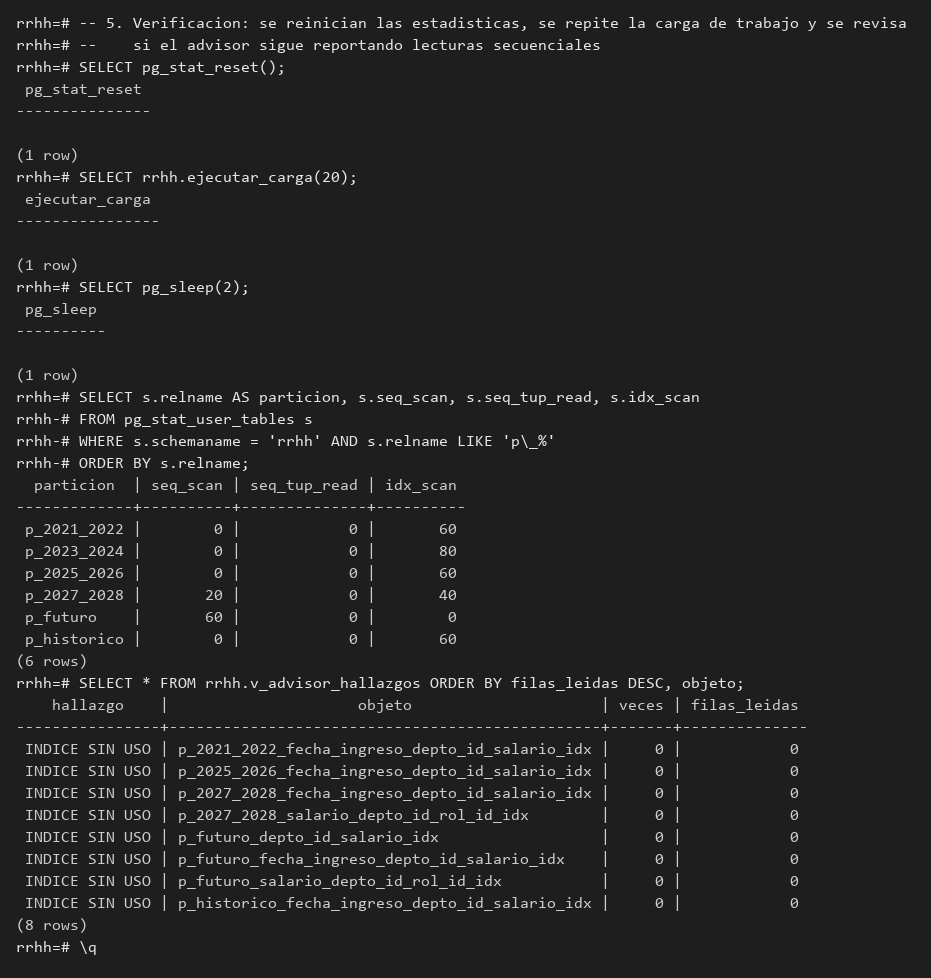 rrhh=# -- 5. Verificacion: se reinician las estadisticas, se repite la carga de trabajo y se revisa
rrhh=# --    si el advisor sigue reportando lecturas secuenciales
rrhh=# SELECT pg_stat_reset();
 pg_stat_reset
---------------

(1 row)
rrhh=# SELECT rrhh.ejecutar_carga(20);
 ejecutar_carga
----------------

(1 row)
rrhh=# SELECT pg_sleep(2);
 pg_sleep
----------

(1 row)
rrhh=# SELECT s.relname AS particion, s.seq_scan, s.seq_tup_read, s.idx_scan
rrhh-# FROM pg_stat_user_tables s
rrhh-# WHERE s.schemaname = 'rrhh' AND s.relname LIKE 'p\_%'
rrhh-# ORDER BY s.relname;
  particion  | seq_scan | seq_tup_read | idx_scan
-------------+----------+--------------+----------
 p_2021_2022 |        0 |            0 |       60
 p_2023_2024 |        0 |            0 |       80
 p_2025_2026 |        0 |            0 |       60
 p_2027_2028 |       20 |            0 |       40
 p_futuro    |       60 |            0 |        0
 p_historico |        0 |            0 |       60
(6 rows)
rrhh=# SELECT * FROM rrhh.v_advisor_hallazgos ORDER BY filas_leidas DESC, objeto;
    hallazgo    |                     objeto                     | veces | filas_leidas
----------------+------------------------------------------------+-------+--------------
 INDICE SIN USO | p_2021_2022_fecha_ingreso_depto_id_salario_idx |     0 |            0
 INDICE SIN USO | p_2025_2026_fecha_ingreso_depto_id_salario_idx |     0 |            0
 INDICE SIN USO | p_2027_2028_fecha_ingreso_depto_id_salario_idx |     0 |            0
 INDICE SIN USO | p_2027_2028_salario_depto_id_rol_id_idx        |     0 |            0
 INDICE SIN USO | p_futuro_depto_id_salario_idx                  |     0 |            0
 INDICE SIN USO | p_futuro_fecha_ingreso_depto_id_salario_idx    |     0 |            0
 INDICE SIN USO | p_futuro_salario_depto_id_rol_id_idx           |     0 |            0
 INDICE SIN USO | p_historico_fecha_ingreso_depto_id_salario_idx |     0 |            0
(8 rows)
rrhh=# \q